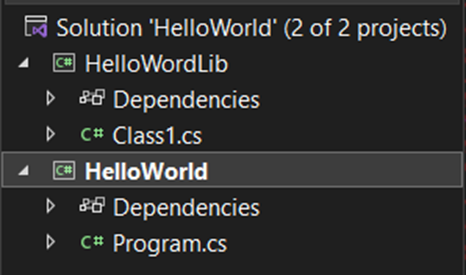 Solution 'HelloWorld' (2 of 2 projects)
C# HelloWordLib
Dependencies
C# Class1.cs
C# HelloWorld
Dependencies
C# Program.cs